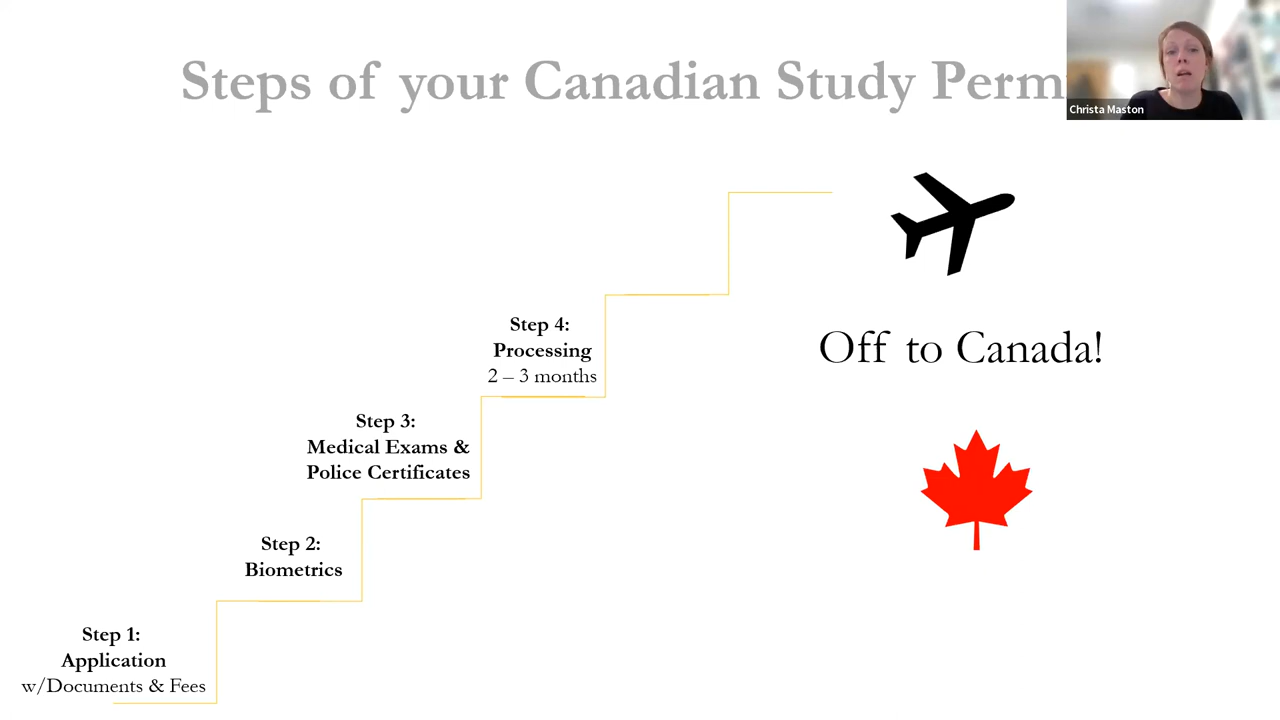 Steps of your Canadian Study
Christa Maston
Off to Canada!
Step 4:
Processing
2 – 3 months
Step 3:
Medical Exams &
Police Certificates
Step 2:
Biometrics
Step 1:
Application
w/Documents & Fees